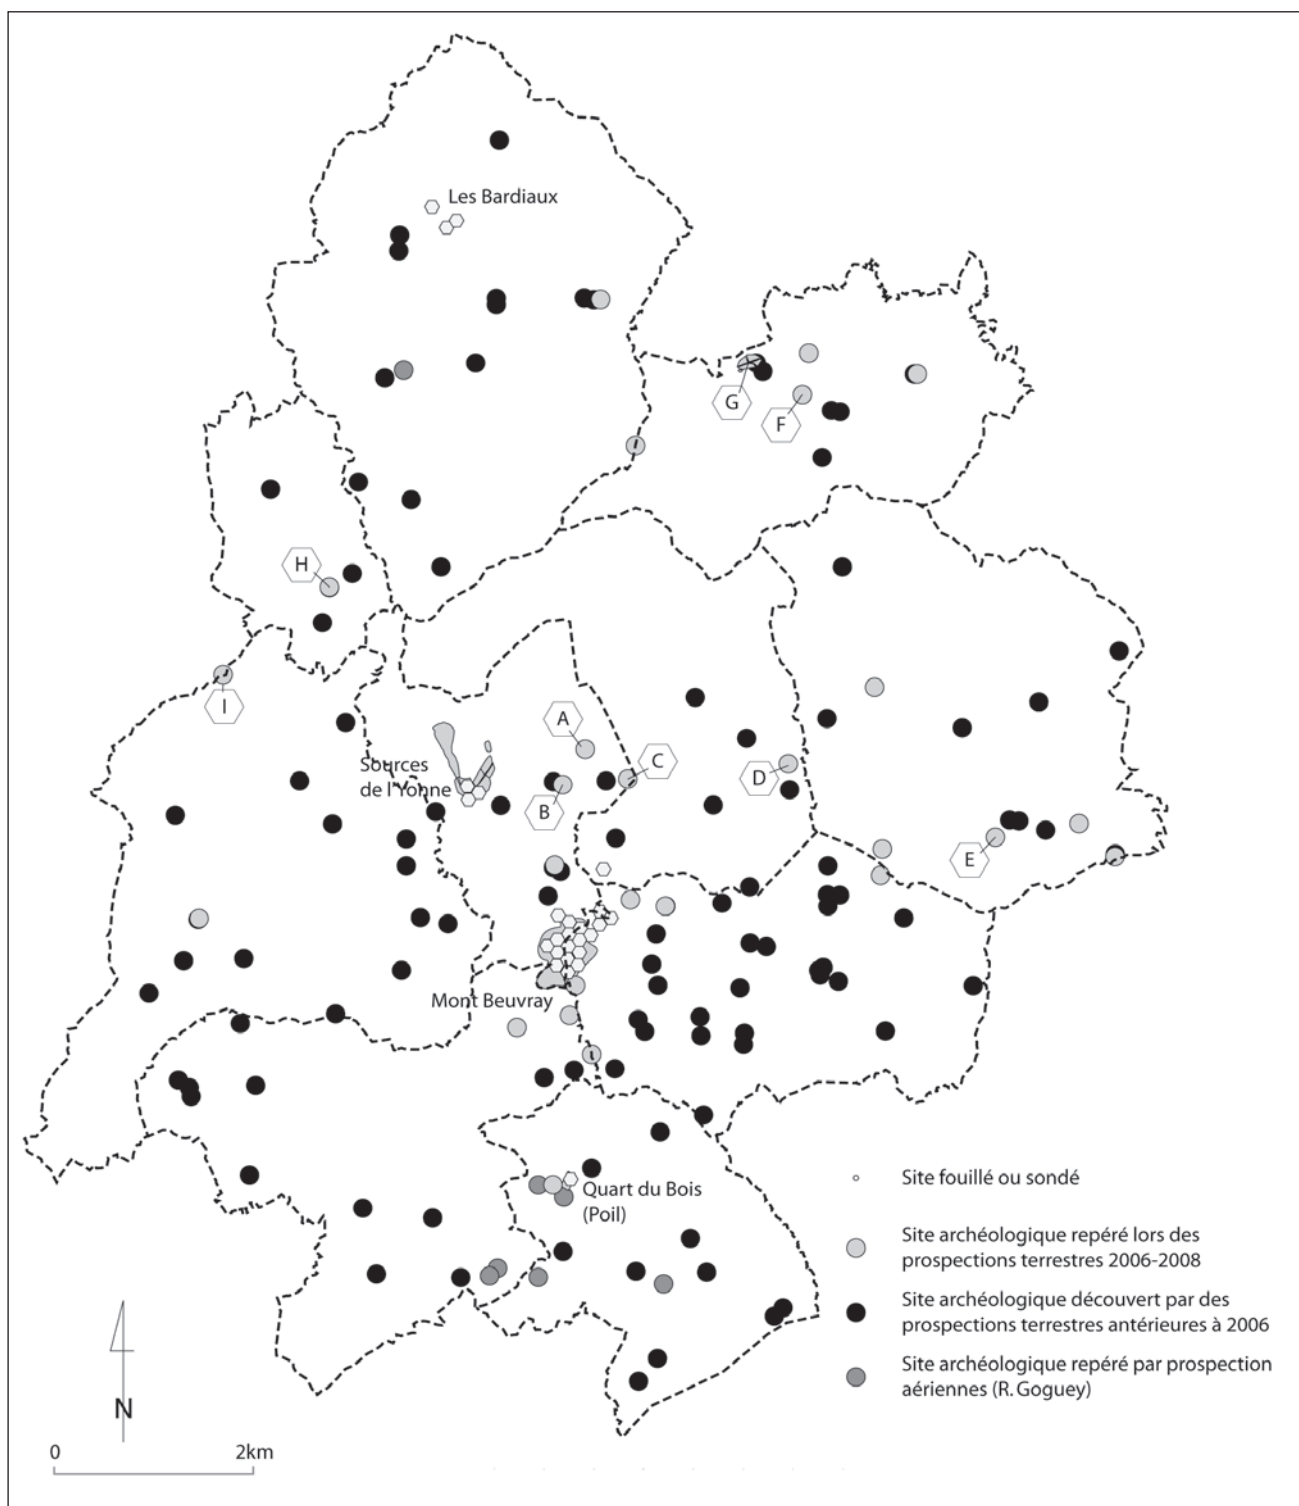 Les Bardiaux
G
F
H
I
A
C
Sources
de l'Yonne
D
B
E
Mont Beuvray
Quart du Bois
(Poil)
Site fouillé ou sondé
Site archéologique repéré lors des
prospections terrestres 2006-2008
Site archéologique découvert par des
prospections terrestres antérieures à 2006
Site archéologique repéré par prospection
aériennes (R. Goguey)
N
0 2km